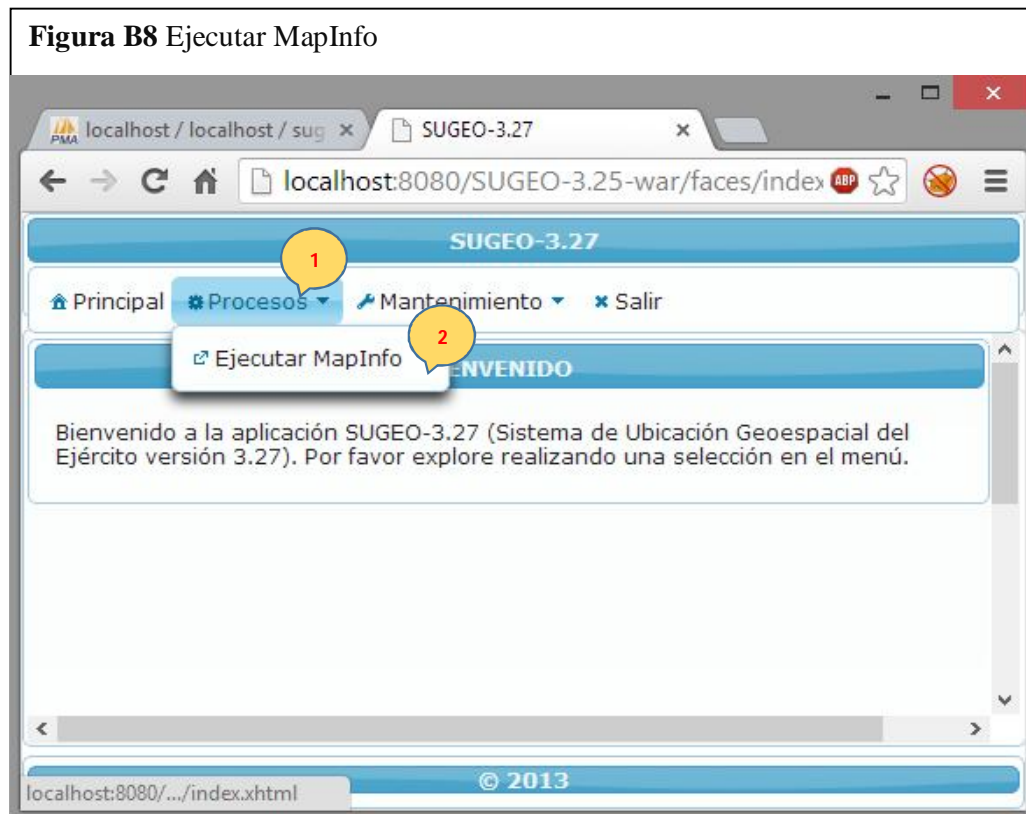 Figura B8 Ejecutar MapInfo
PMA localhost / localhost / sug
SUGEO-3.27
localhost:8080/SUGEO-3.25-war/faces/index
ABP
SUGEO-3.27
1
Principal Procesos Mantenimiento Salir
2
Ejecutar MapInfo
ENVENIDO
Bienvenido a la aplicación SUGEO-3.27 (Sistema de Ubicación Geoespacial del
Ejército versión 3.27). Por favor explore realizando una selección en el menú.
© 2013
localhost:8080/.../index.xhtml